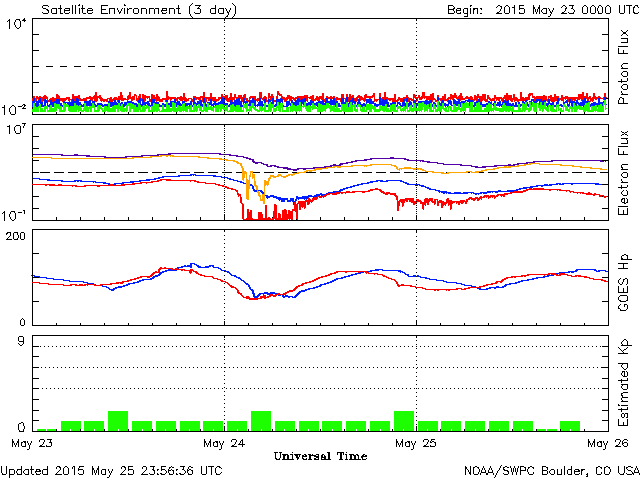 Satellite Environment (3 day) Begin: 2015 May 23 0000 UTC
10⁴
Proton Flux
10⁻²
10⁷
Electron Flux
10⁻¹
200
GOES Hp
0
9
Estimated Kp
0
May 23 May 24 May 25 May 26
Universal Time
Updated 2015 May 25 23:56:36 UTC NOAA/SWPC Boulder, CO USA